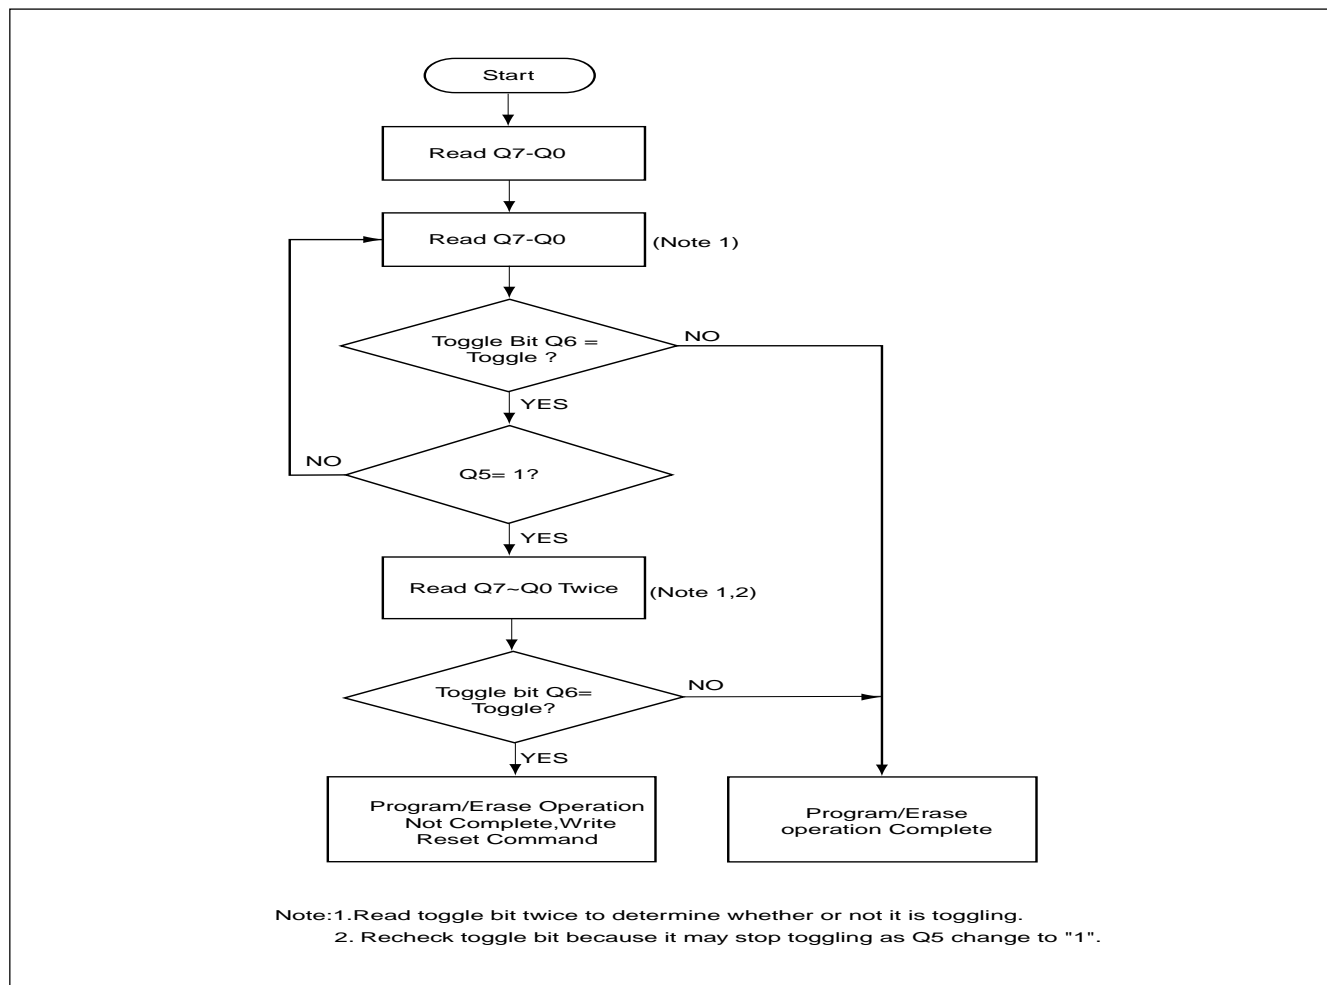 Start
Read Q7-Q0
Read Q7-Q0
(Note 1)
Toggle Bit Q6 =
Toggle ?
NO
YES
Q5= 1?
NO
YES
Read Q7~Q0 Twice
(Note 1,2)
Toggle bit Q6=
Toggle?
NO
YES
Program/Erase Operation
Not Complete,Write
Reset Command
Program/Erase
operation Complete
Note:1.Read toggle bit twice to determine whether or not it is toggling.
2. Recheck toggle bit because it may stop toggling as Q5 change to "1".